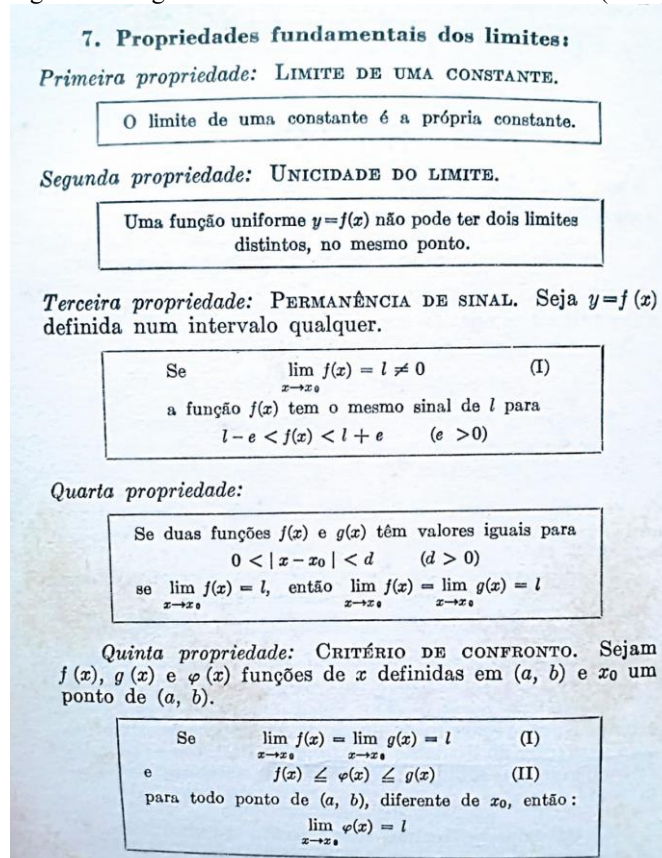 7. Propriedades fundamentais dos limites:
Primeira propriedade: LIMITE DE UMA CONSTANTE.
O limite de uma constante é a própria constante.
Segunda propriedade: UNICIDADE DO LIMITE.
Uma função uniforme y=f(x) não pode ter dois limites
distintos, no mesmo ponto.
Terceira propriedade: PERMANÊNCIA DE SINAL. Seja y=f (x)
definida num intervalo qualquer.
Se lim f(x) = l ≠ 0 (I)
x→x₀
a função f(x) tem o mesmo sinal de l para
l − e < f(x) < l + e (e >0)
Quarta propriedade:
Se duas funções f(x) e g(x) têm valores iguais para
0 < | x − x₀ | < d (d > 0)
se lim f(x) = l, então lim f(x) = lim g(x) = l
x→x₀ x→x₀ x→x₀
Quinta propriedade: CRITÉRIO DE CONFRONTO. Sejam
f (x), g (x) e φ (x) funções de x definidas em (a, b) e x₀ um
ponto de (a, b).
Se lim f(x) = lim g(x) = l (I)
x→x₀ x→x₀
e f(x) ≦ φ(x) ≦ g(x) (II)
para todo ponto de (a, b), diferente de x₀, então :
lim φ(x) = l
x→x₀